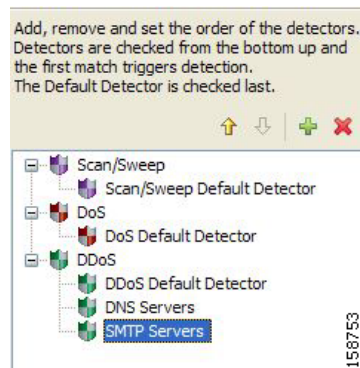 Add, remove and set the order of the detectors.
Detectors are checked from the bottom up and
the first match triggers detection.
The Default Detector is checked last.
Scan/Sweep
Scan/Sweep Default Detector
DoS
DoS Default Detector
DDoS
DDoS Default Detector
DNS Servers
SMTP Servers
158753